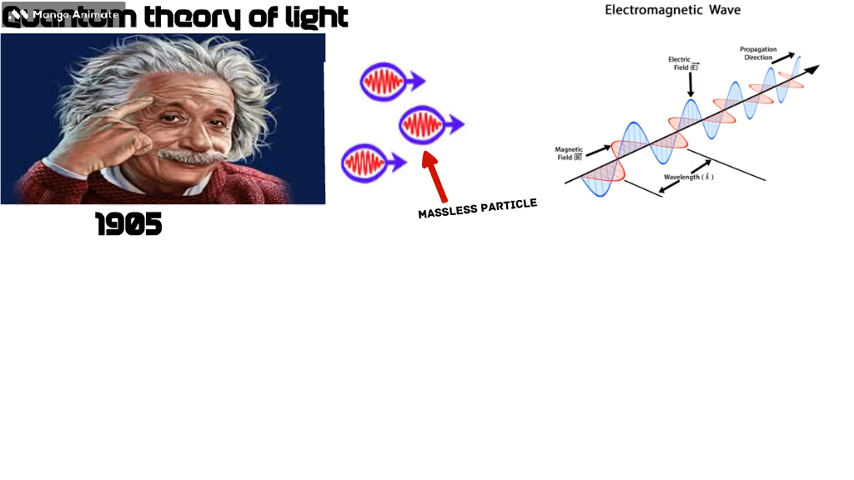 Quantum theory of light
Mango Animate
Electromagnetic Wave
Propagation
Direction
Electric
Field (E)
Magnetic
Field (B)
Wavelength ( λ )
MASSLESS PARTICLE
1905